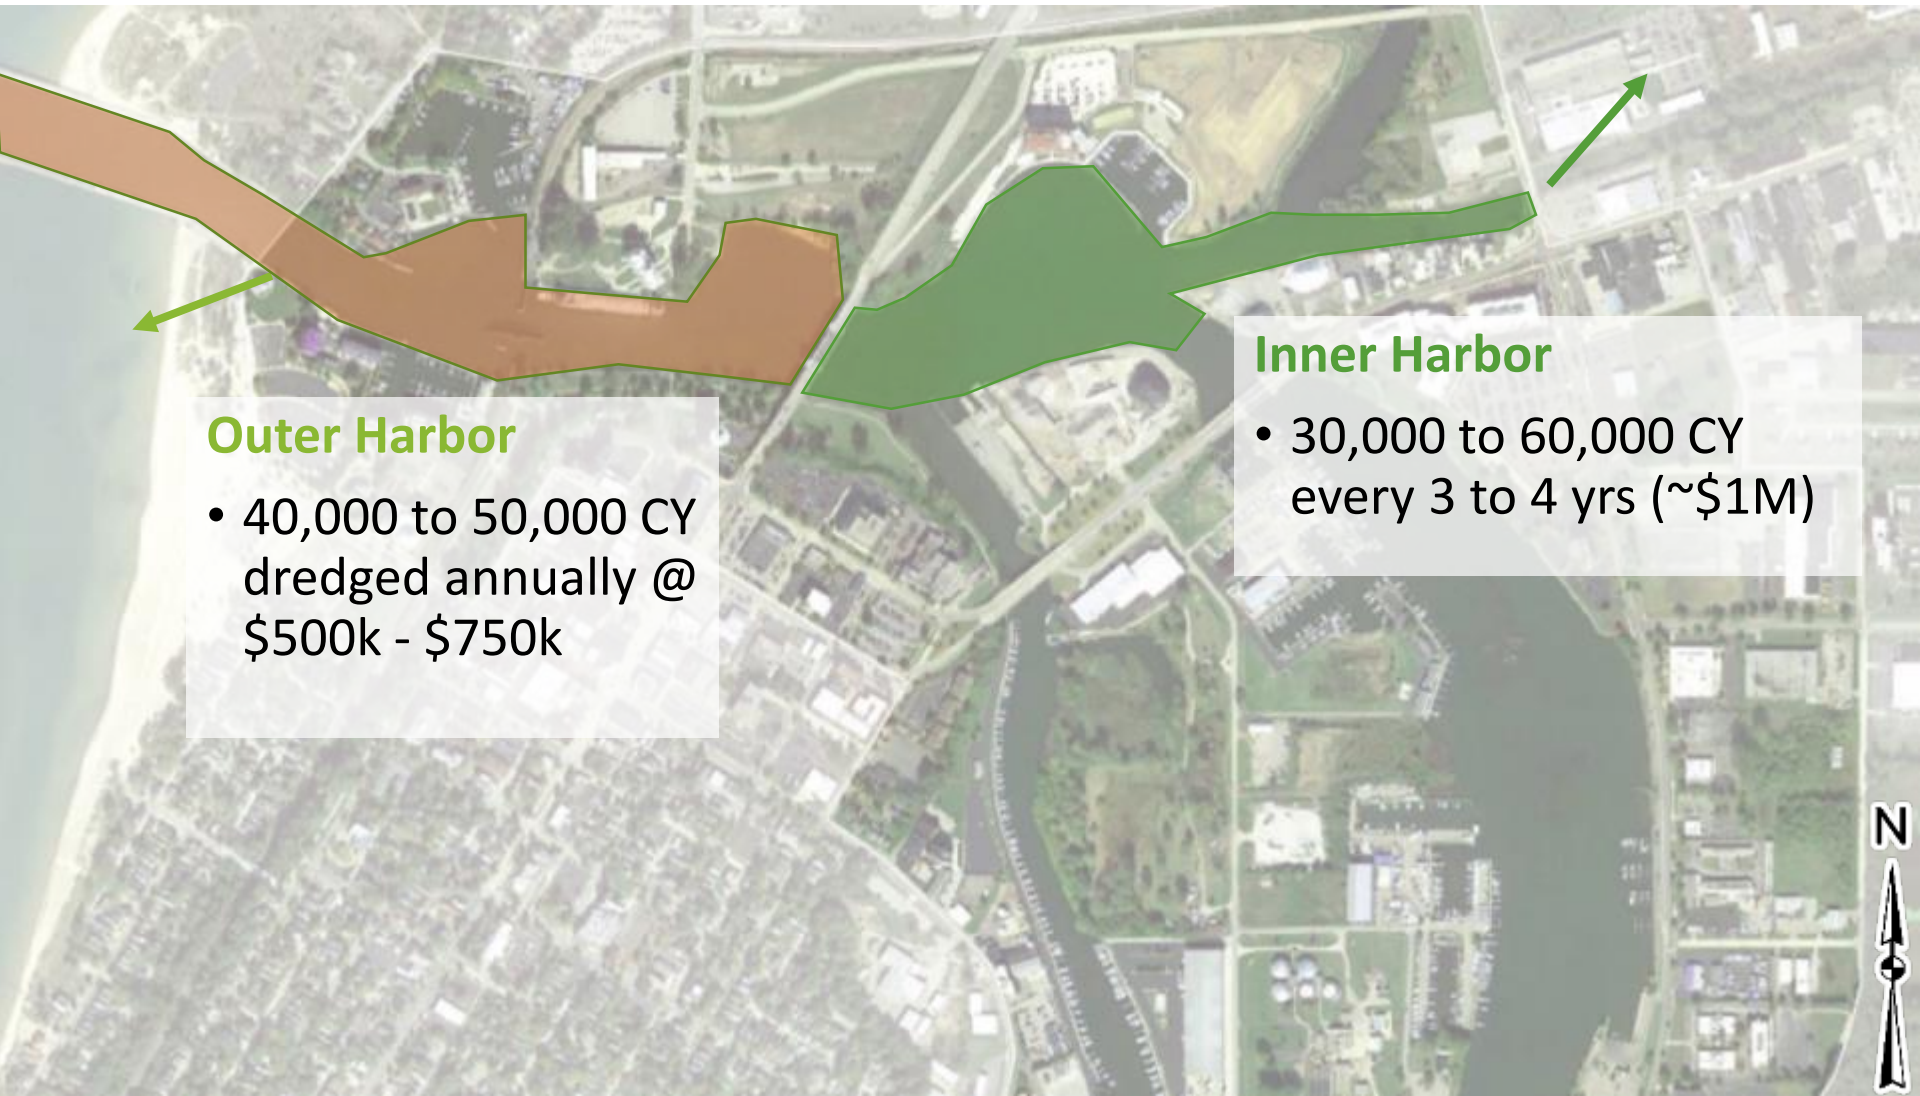 Outer Harbor
• 40,000 to 50,000 CY
dredged annually @
$500k - $750k
Inner Harbor
• 30,000 to 60,000 CY
every 3 to 4 yrs (~$1M)
N